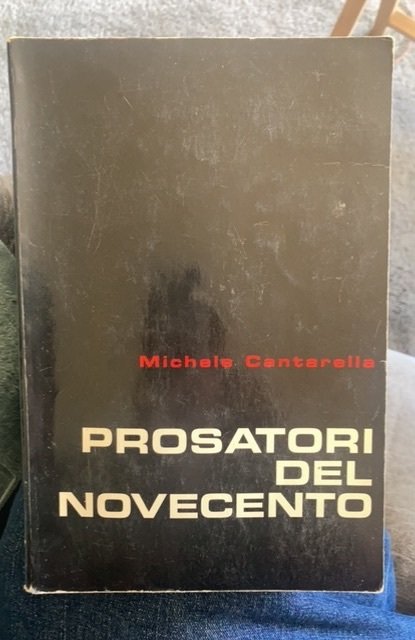 Michele Cantarella
PROSATORI
DEL
NOVECENTO